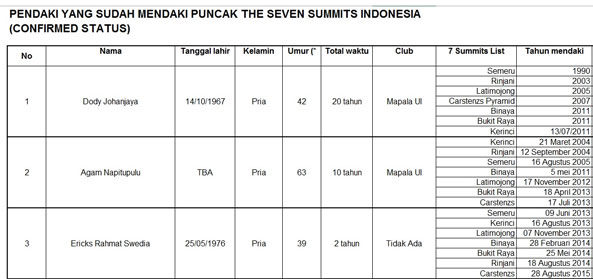 PENDAKI YANG SUDAH MENDAKI PUNCAK THE SEVEN SUMMITS INDONESIA
(CONFIRMED STATUS)
No Nama Tanggal lahir Kelamin Umur (* Total waktu Club 7 Summits List Tahun mendaki
1 Dody Johanjaya 14/10/1967 Pria 42 20 tahun Mapala UI
Semeru 1990
Rinjani 2003
Latimojong 2005
Carstenzs Pyramid 2007
Binaya 2011
Bukit Raya 2011
Kerinci 13/07/2011
2 Agam Napitupulu TBA Pria 63 10 tahun Mapala UI
Kerinci 21 Maret 2004
Rinjani 12 September 2004
Semeru 16 Agustus 2005
Binaya 5 mei 2011
Latimojong 17 November 2012
Bukit Raya 18 April 2013
Carstenzs 17 Juli 2013
3 Ericks Rahmat Swedia 25/05/1976 Pria 39 2 tahun Tidak Ada
Semeru 09 Juni 2013
Kerinci 16 Agustus 2013
Latimojong 07 November 2013
Binaya 28 Februari 2014
Bukit Raya 25 Mei 2014
Rinjani 18 Augustus 2014
Carstenzs 28 Agustus 2015